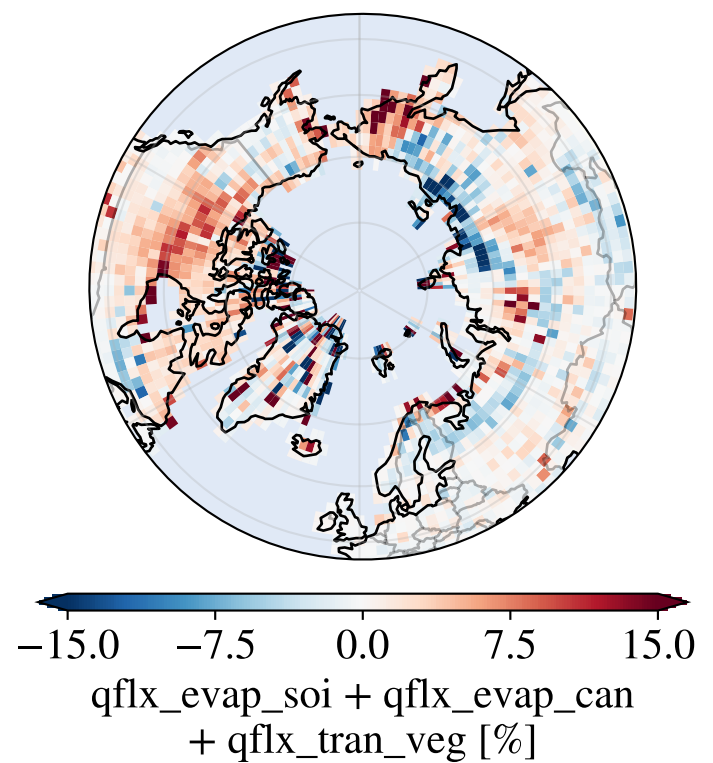 −15.0 −7.5 0.0 7.5 15.0
qflx_evap_soi + qflx_evap_can
+ qflx_tran_veg [%]